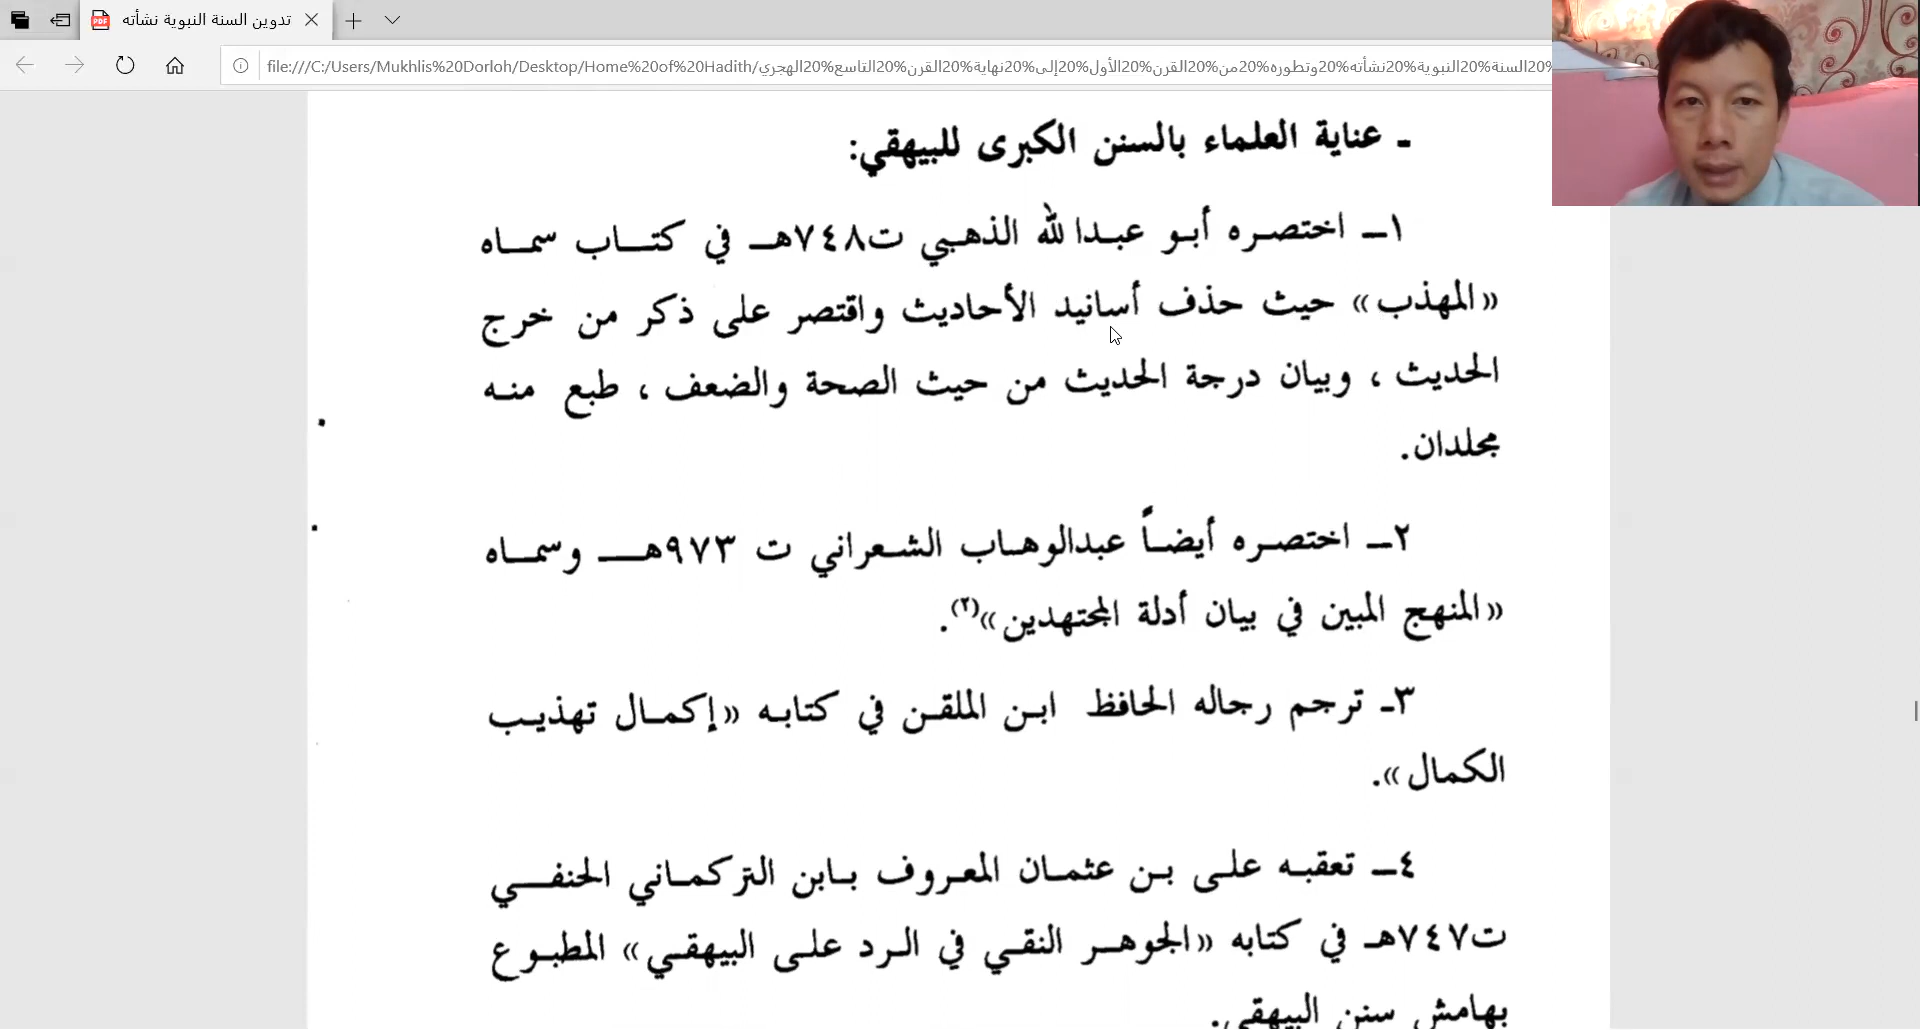 تدوين السنة النبوية نشأته
file:///C:/Users/Mukhlis%20Dorloh/Desktop/Home%20of%20Hadith/السنة%20النبوية%20نشأته%20وتطوره%20من%20القرن%20الأول%20إلى%20نهاية%20القرن%20التاسع%20الهجري%20
ـ عناية العلماء بالسنن الكبرى للبيهقي:
١ـ اختصره أبو عبدالله الذهبي ت٧٤٨هـ في كتاب سماه
«المهذب» حيث حذف أسانيد الأحاديث واقتصر على ذكر من خرج
الحديث ، وبيان درجة الحديث من حيث الصحة والضعف ، طبع منه
مجلدان.
٢ـ اختصره أيضاً عبدالوهاب الشعراني ت ٩٧٣هـ وسماه
«المنهج المبين في بيان أدلة المجتهدين»(٢).
٣ـ ترجم رجاله الحافظ ابن الملقن في كتابه «إكمال تهذيب
الكمال».
٤ـ تعقبه على بن عثمان المعروف بابن التركماني الحنفي
ت٧٤٧هـ في كتابه «الجوهر النقي في الرد على البيهقي» المطبوع
بهامش سنن البيهقي.